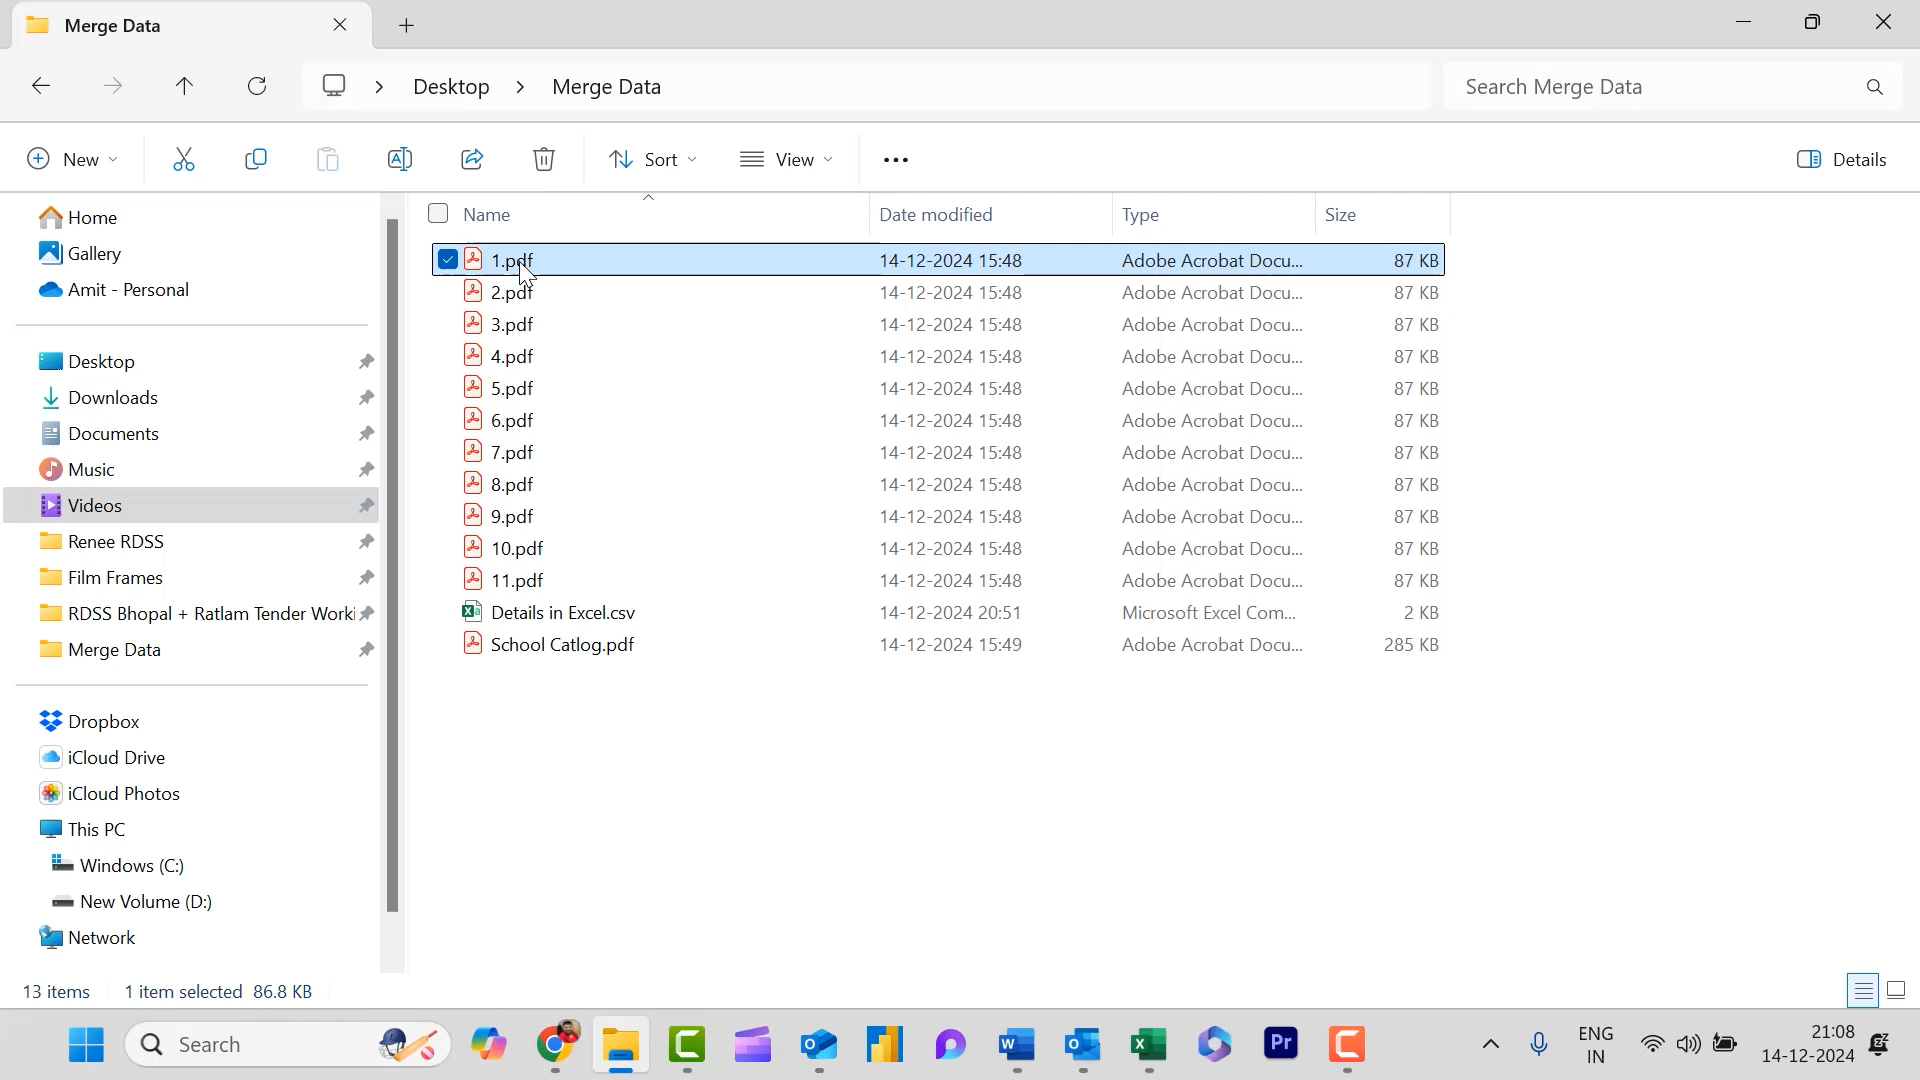 Merge Data
Desktop
Merge Data
Search Merge Data
New
Sort
View
Details
Home
Gallery
Amit - Personal
Desktop
Downloads
Documents
Music
Videos
Renee RDSS
Film Frames
RDSS Bhopal + Ratlam Tender Worki
Merge Data
Dropbox
iCloud Drive
iCloud Photos
This PC
Windows (C:)
New Volume (D:)
Network
Name Date modified Type Size
1.pdf 14-12-2024 15:48 Adobe Acrobat Docu... 87 KB
2.pdf 14-12-2024 15:48 Adobe Acrobat Docu... 87 KB
3.pdf 14-12-2024 15:48 Adobe Acrobat Docu... 87 KB
4.pdf 14-12-2024 15:48 Adobe Acrobat Docu... 87 KB
5.pdf 14-12-2024 15:48 Adobe Acrobat Docu... 87 KB
6.pdf 14-12-2024 15:48 Adobe Acrobat Docu... 87 KB
7.pdf 14-12-2024 15:48 Adobe Acrobat Docu... 87 KB
8.pdf 14-12-2024 15:48 Adobe Acrobat Docu... 87 KB
9.pdf 14-12-2024 15:48 Adobe Acrobat Docu... 87 KB
10.pdf 14-12-2024 15:48 Adobe Acrobat Docu... 87 KB
11.pdf 14-12-2024 15:48 Adobe Acrobat Docu... 87 KB
Details in Excel.csv 14-12-2024 20:51 Microsoft Excel Com... 2 KB
School Catlog.pdf 14-12-2024 15:49 Adobe Acrobat Docu... 285 KB
13 items 1 item selected 86.8 KB
Search
Pr
ENG
IN
21:08
14-12-2024